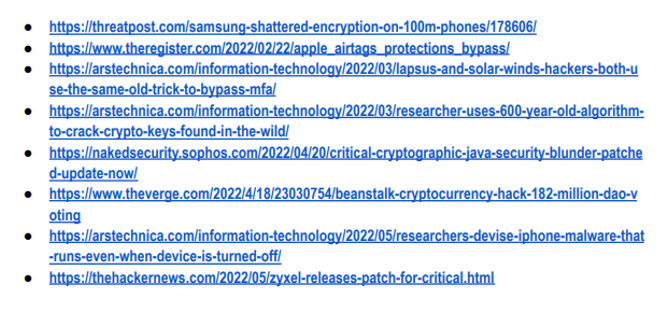 ● https://threatpost.com/samsung-shattered-encryption-on-100m-phones/178606/
● https://www.theregister.com/2022/02/22/apple_airtags_protections_bypass/
● https://arstechnica.com/information-technology/2022/03/lapsus-and-solar-winds-hackers-both-u
se-the-same-old-trick-to-bypass-mfa/
● https://arstechnica.com/information-technology/2022/03/researcher-uses-600-year-old-algorithm-
to-crack-crypto-keys-found-in-the-wild/
● https://nakedsecurity.sophos.com/2022/04/20/critical-cryptographic-java-security-blunder-patche
d-update-now/
● https://www.theverge.com/2022/4/18/23030754/beanstalk-cryptocurrency-hack-182-million-dao-v
oting
● https://arstechnica.com/information-technology/2022/05/researchers-devise-iphone-malware-that
-runs-even-when-device-is-turned-off/
● https://thehackernews.com/2022/05/zyxel-releases-patch-for-critical.html